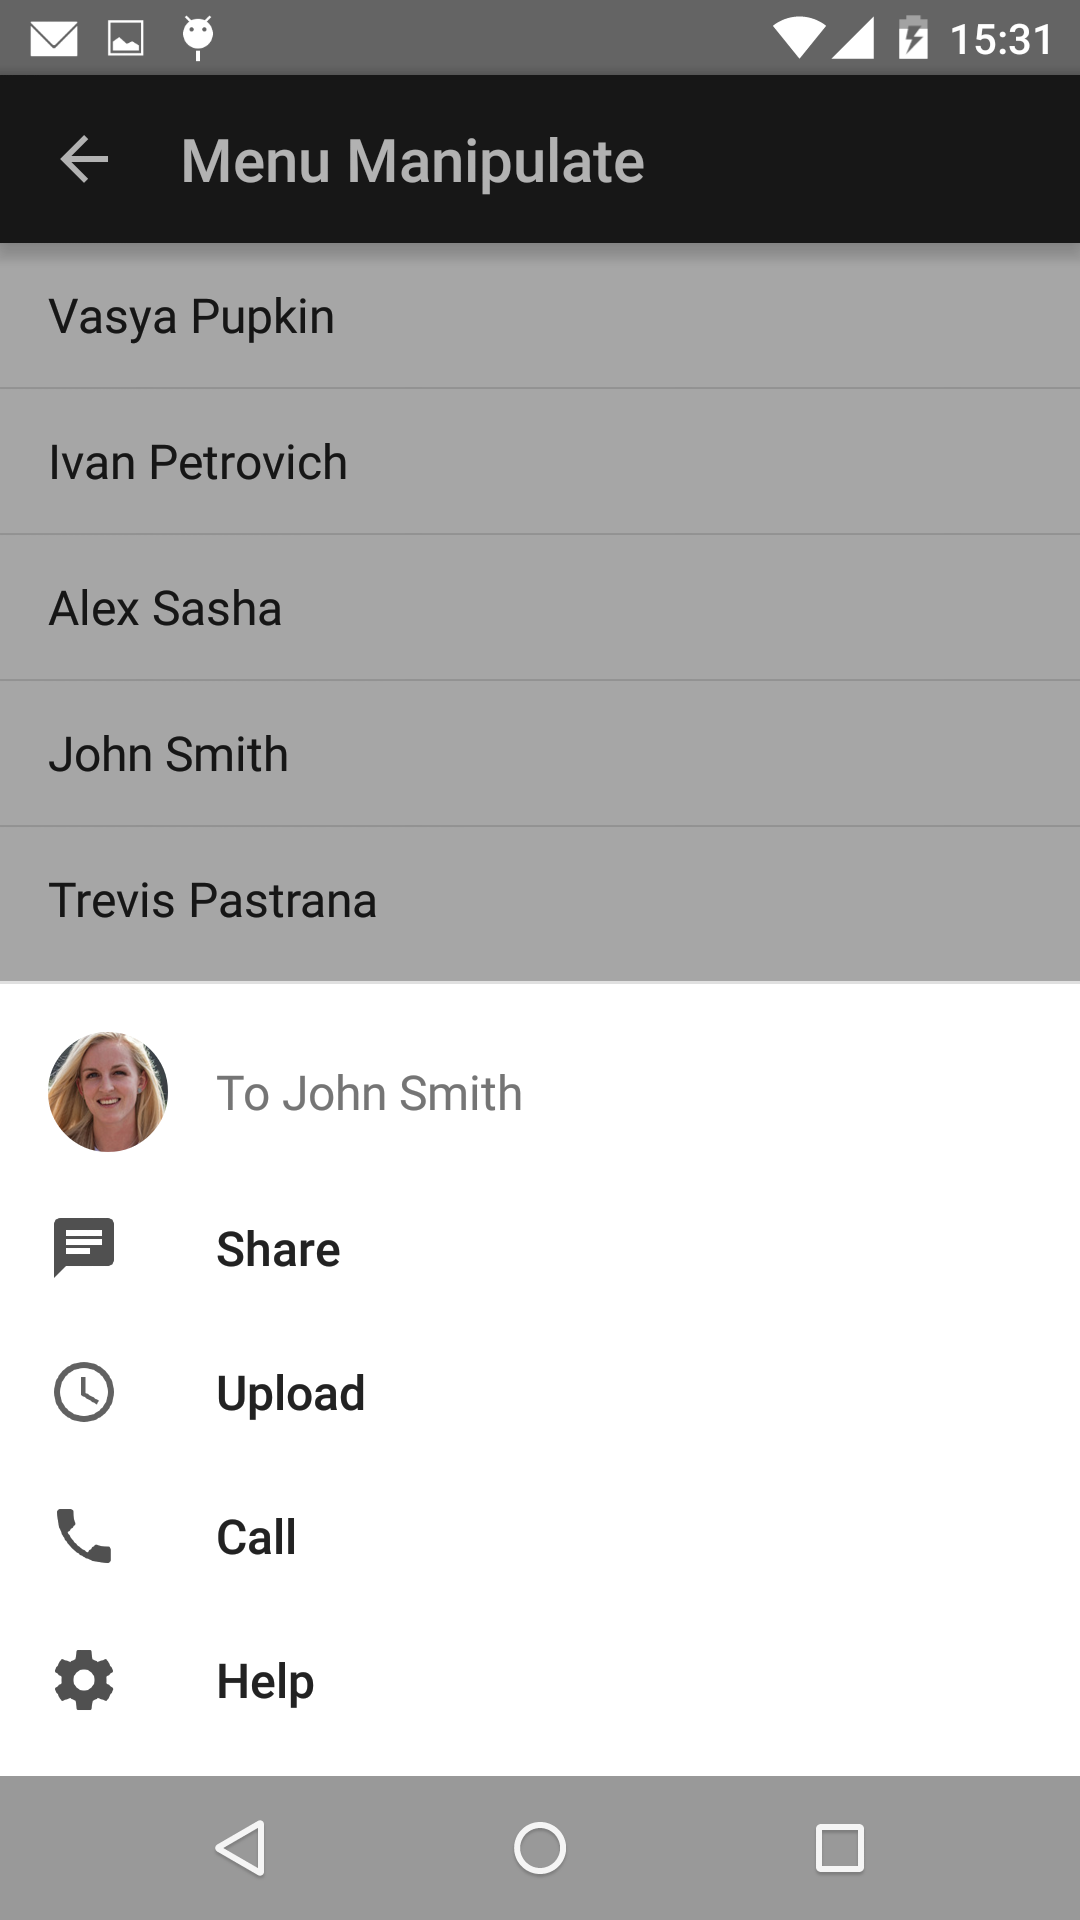 15:31
Menu Manipulate
Vasya Pupkin
Ivan Petrovich
Alex Sasha
John Smith
Trevis Pastrana
To John Smith
Share
Upload
Call
Help